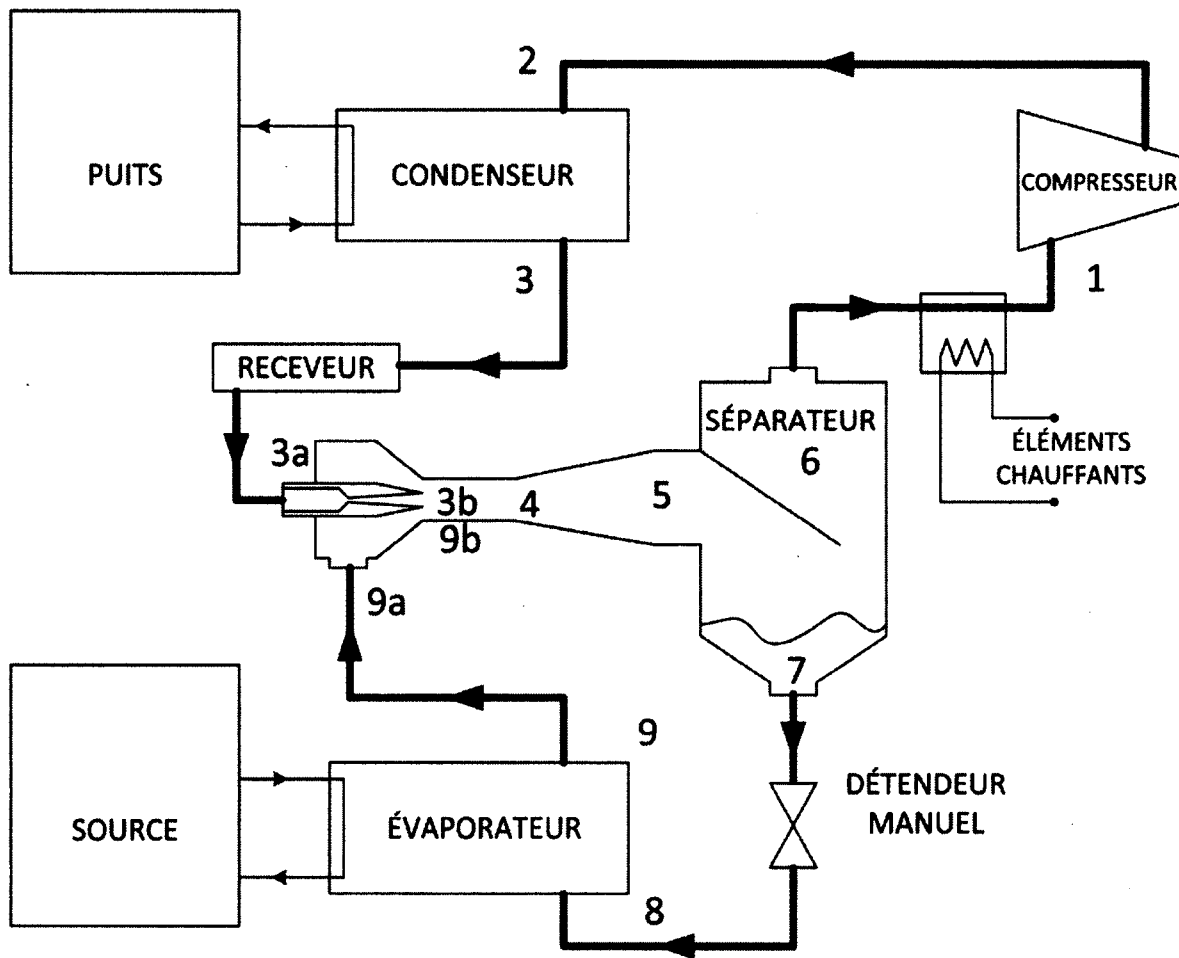 2
PUITS
CONDENSEUR
COMPRESSEUR
3
1
RECEVEUR
SÉPARATEUR
6
ÉLÉMENTS
CHAUFFANTS
3a
3b
4
5
9b
9a
7
9
DÉTENDEUR
MANUEL
SOURCE
ÉVAPORATEUR
8